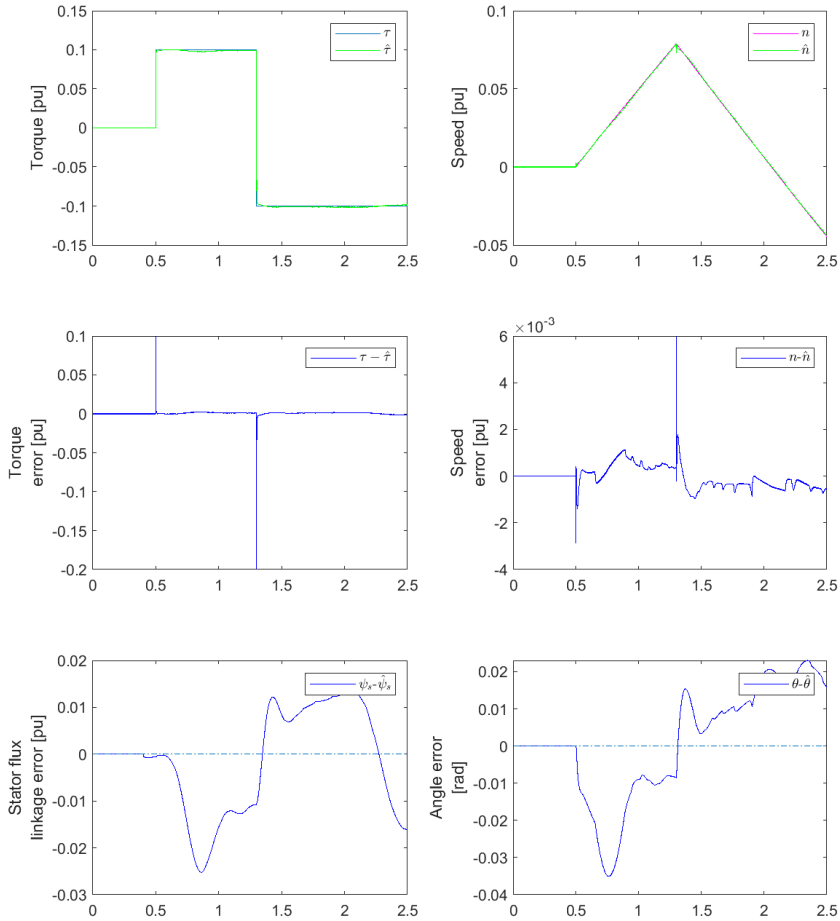 0.15
0.1
0.05
0
-0.05
-0.1
-0.15
Torque [pu]
τ
τ̂
0 0.5 1 1.5 2 2.5
0.1
0.05
0
-0.05
Speed [pu]
n
n̂
0 0.5 1 1.5 2 2.5
0.1
0.05
0
-0.05
-0.1
-0.15
-0.2
Torque
error [pu]
τ − τ̂
0 0.5 1 1.5 2 2.5
×10⁻³
6
4
2
0
-2
-4
Speed
error [pu]
n-n̂
0 0.5 1 1.5 2 2.5
0.02
0.01
0
-0.01
-0.02
-0.03
Stator flux
linkage error [pu]
ψₛ-ψ̂ₛ
0 0.5 1 1.5 2 2.5
0.02
0.01
0
-0.01
-0.02
-0.03
-0.04
Angle error
[rad]
θ-θ̂
0 0.5 1 1.5 2 2.5